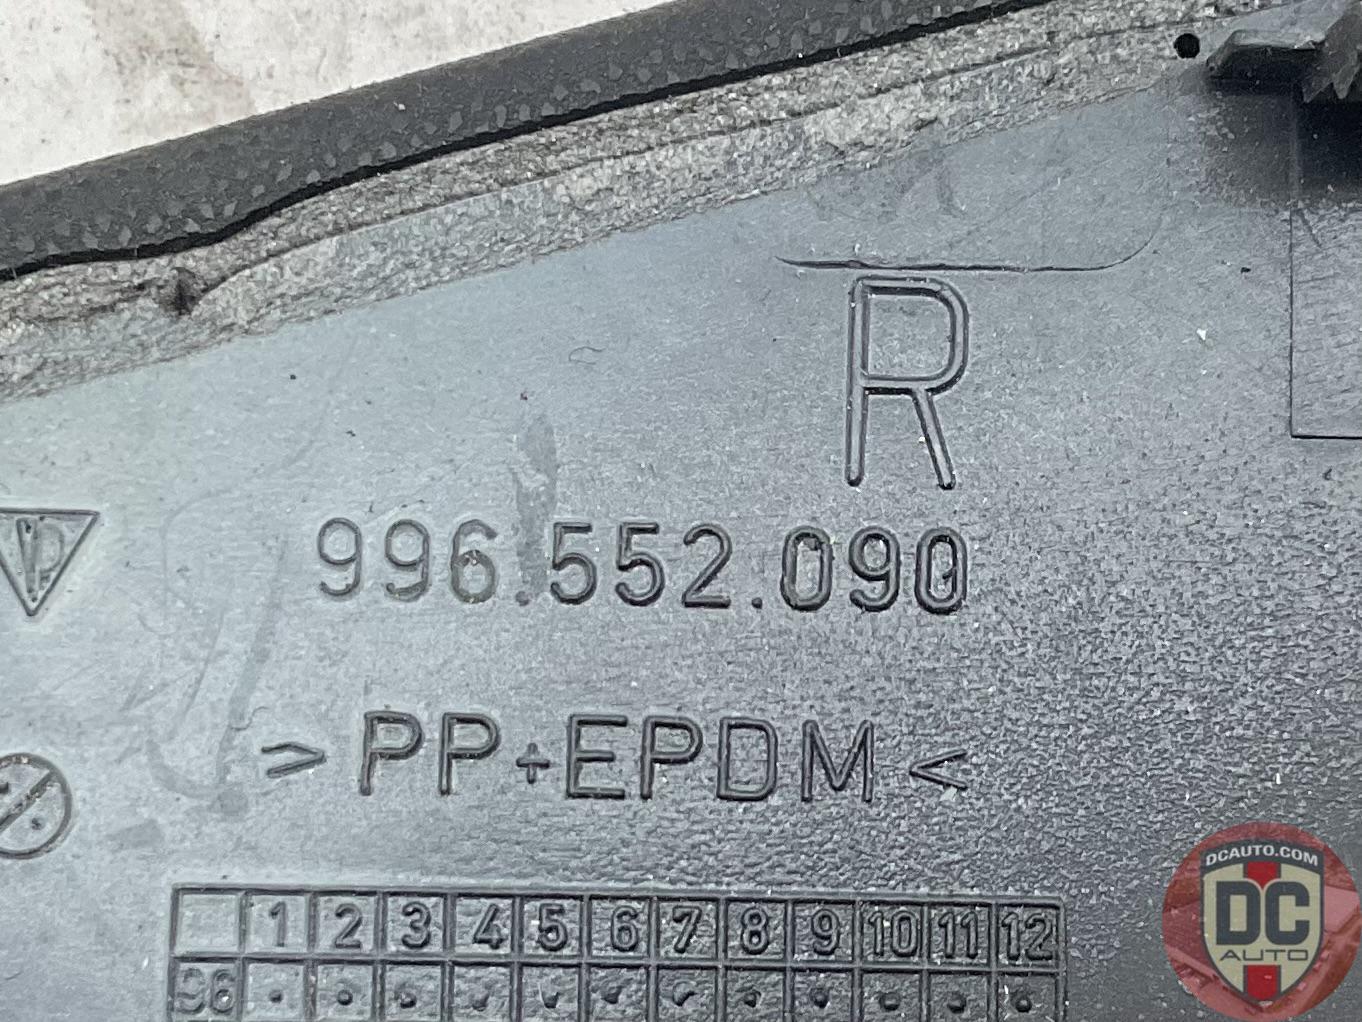 R
996.552.090
>PP+EPDM<
1 2 3 4 5 6 7 8 9 10 11 12
96
DCAUTO.COM
DC
AUTO